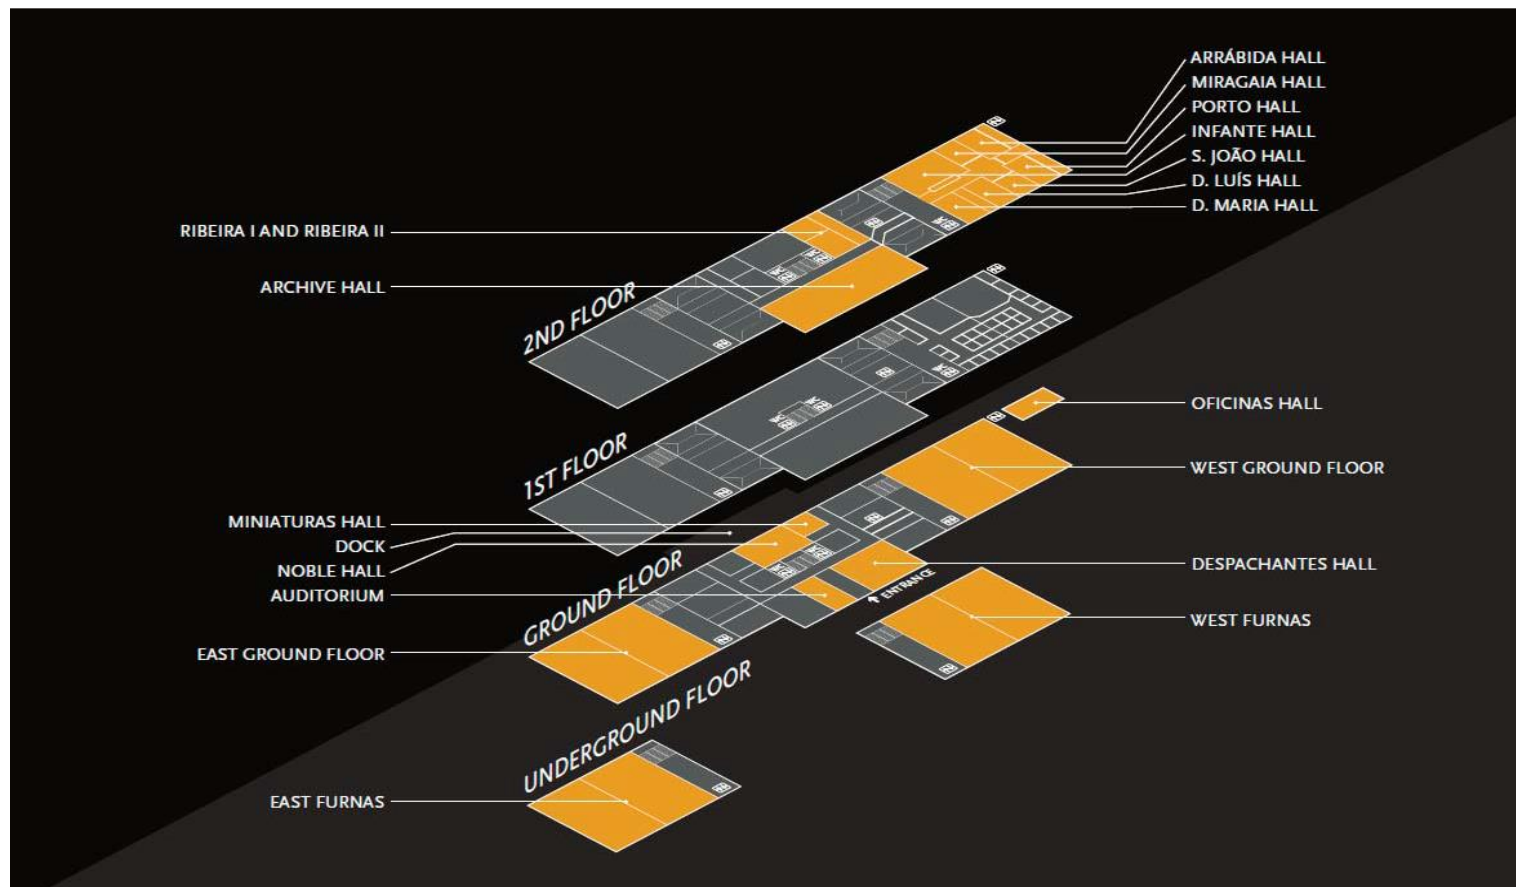 ARRÁBIDA HALL
MIRAGAIA HALL
PORTO HALL
INFANTE HALL
S. JOÃO HALL
D. LUÍS HALL
D. MARIA HALL
RIBEIRA I AND RIBEIRA II
ARCHIVE HALL
2ND FLOOR
1ST FLOOR
OFICINAS HALL
WEST GROUND FLOOR
MINIATURAS HALL
DOCK
NOBLE HALL
AUDITORIUM
GROUND FLOOR
DESPACHANTES HALL
ENTRANCE
WEST FURNAS
EAST GROUND FLOOR
UNDERGROUND FLOOR
EAST FURNAS